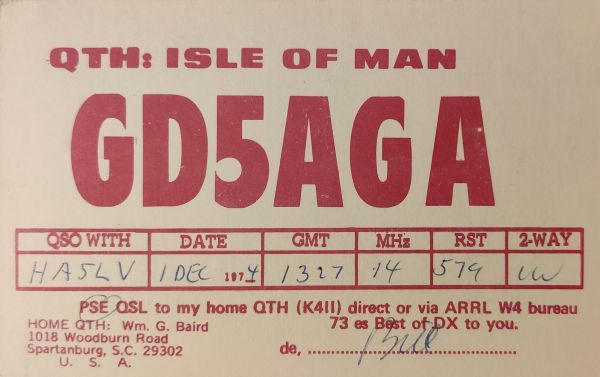 QTH: ISLE OF MAN
GD5AGA
QSO WITH DATE GMT MHz RST 2-WAY
HA5LV 1 DEC 1974 1327 14 579 CW
PSE QSL to my home QTH (K4II) direct or via ARRL W4 bureau
HOME QTH: Wm. G. Baird 73 es Best of DX to you.
1018 Woodburn Road
Spartanburg, S.C. 29302 de, Bill
U. S. A.